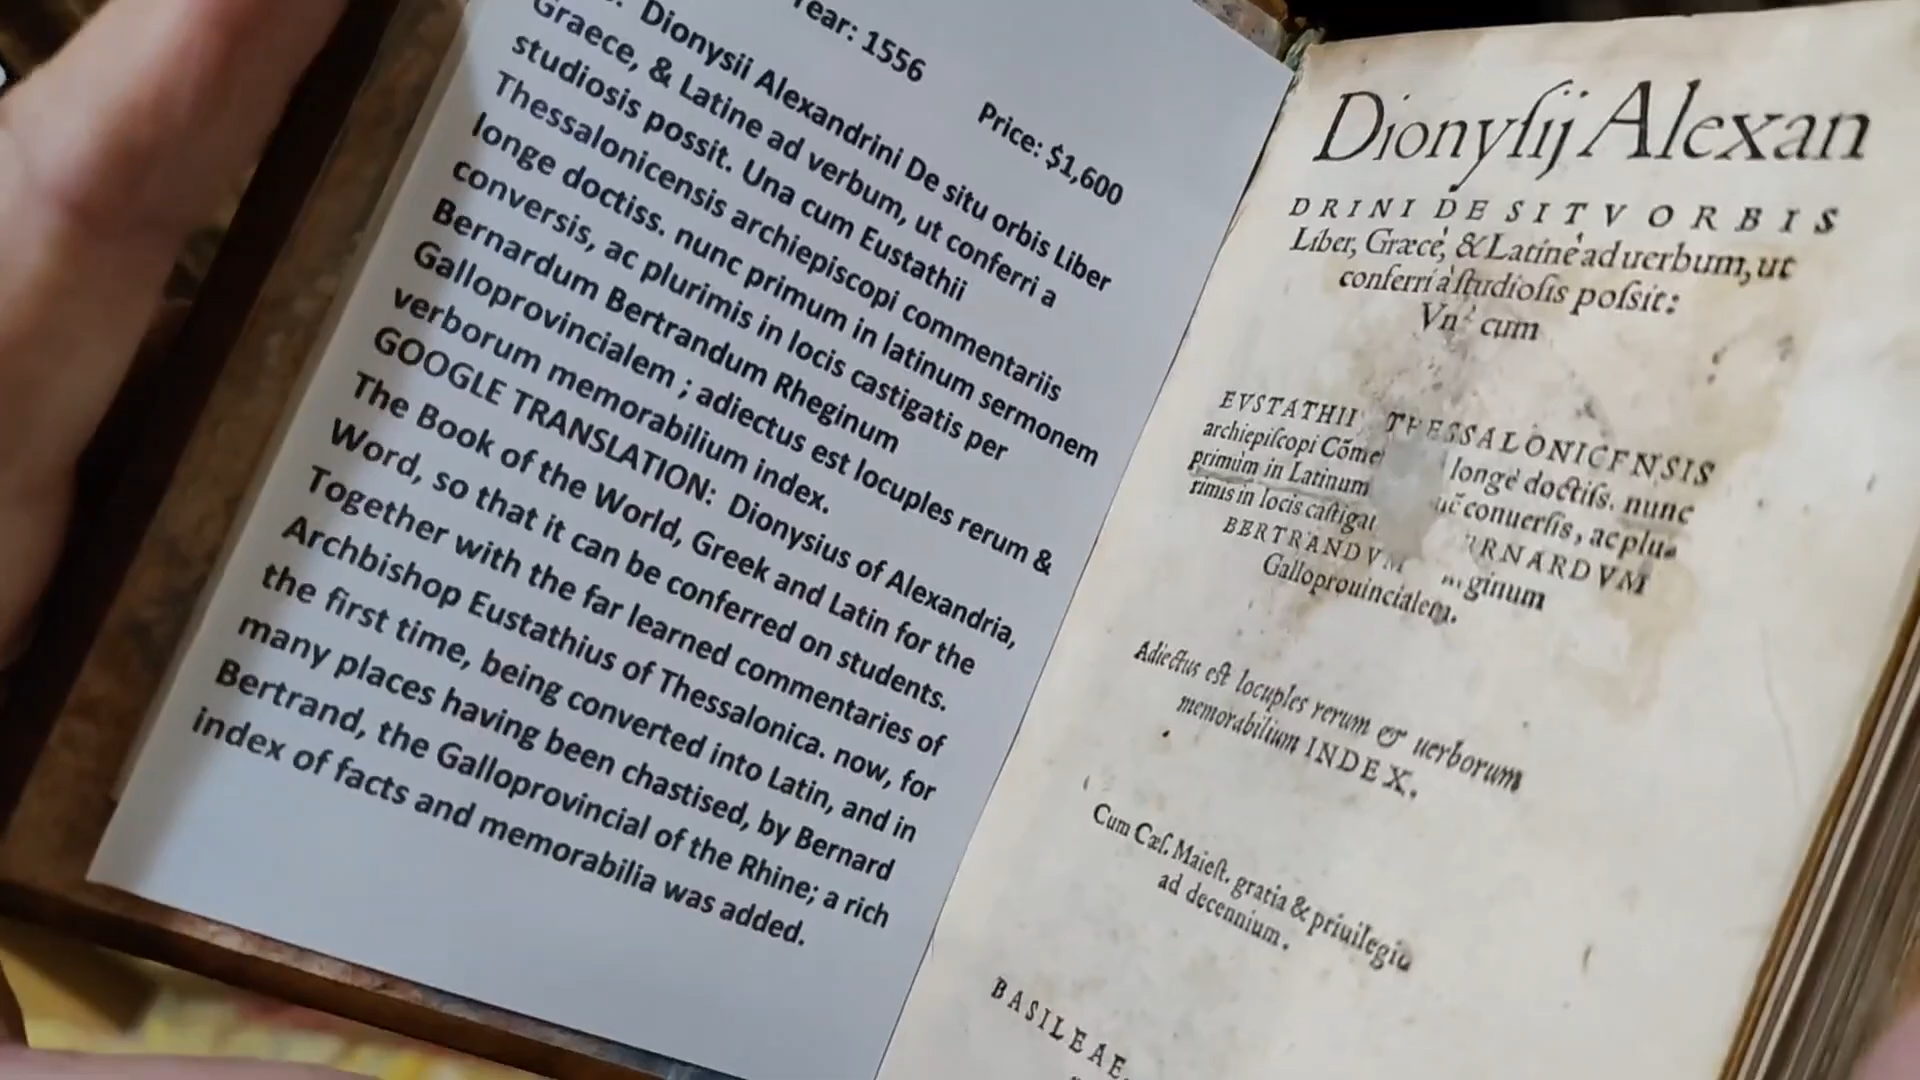 Year: 1556
Price: $1,600
Dionysii Alexandrini De situ orbis Liber
Graece, & Latine ad verbum, ut conferri a
studiosis possit. Una cum Eustathii
Thessalonicensis archiepiscopi commentariis
longe doctiss. nunc primum in latinum sermonem
conversis, ac plurimis in locis castigatis per
Bernardum Bertrandum Rheginum
Galloprovincialem ; adiectus est locuples rerum &
verborum memorabilium index.
GOOGLE TRANSLATION: Dionysius of Alexandria,
The Book of the World, Greek and Latin for the
Word, so that it can be conferred on students.
Together with the far learned commentaries of
Archbishop Eustathius of Thessalonica. now, for
the first time, being converted into Latin, and in
many places having been chastised, by Bernard
Bertrand, the Galloprovincial of the Rhine; a rich
index of facts and memorabilia was added.
Dionyſij Alexan
DRINI DE SITV ORBIS
Liber, Græcè, & Latinè ad uerbum, ut
conferri à ſtudioſis poſsit:
cum
EVSTATHII THESSALONICENSIS
archiepiſcopi longè doctiſs. nunc
primùm in Latinum conuerſis, ac plu-
rimis in locis
BERTRANDVM
Galloprouincialem.
Adiectus eſt locuples rerum & uerborum
memorabilium INDEX.
Cum Cæſ. Maieſt. gratia & priuilegio
ad decennium.
BASILEAE,